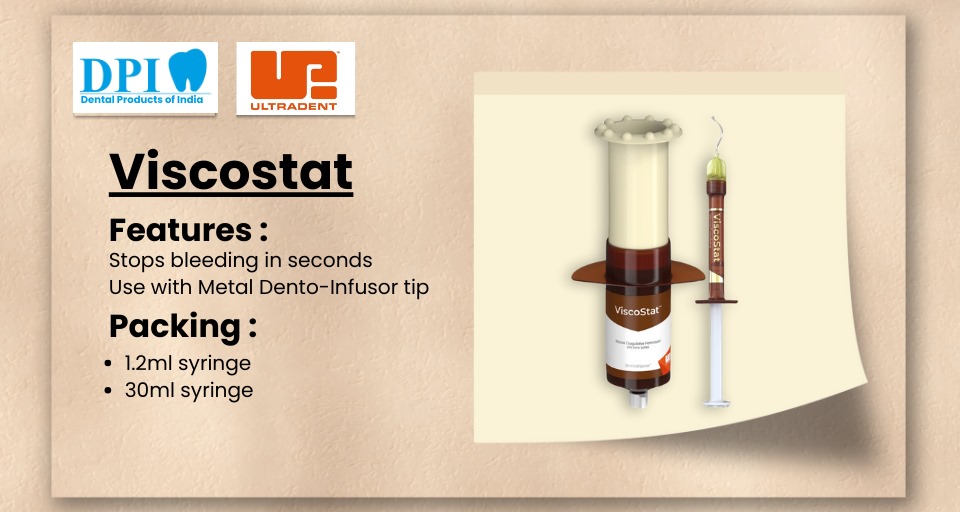 DPI
Dental Products of India
ULTRADENT
Viscostat
Features :
Stops bleeding in seconds
Use with Metal Dento-Infusor tip
Packing :
• 1.2ml syringe
• 30ml syringe
ViscoStat
ViscoStat